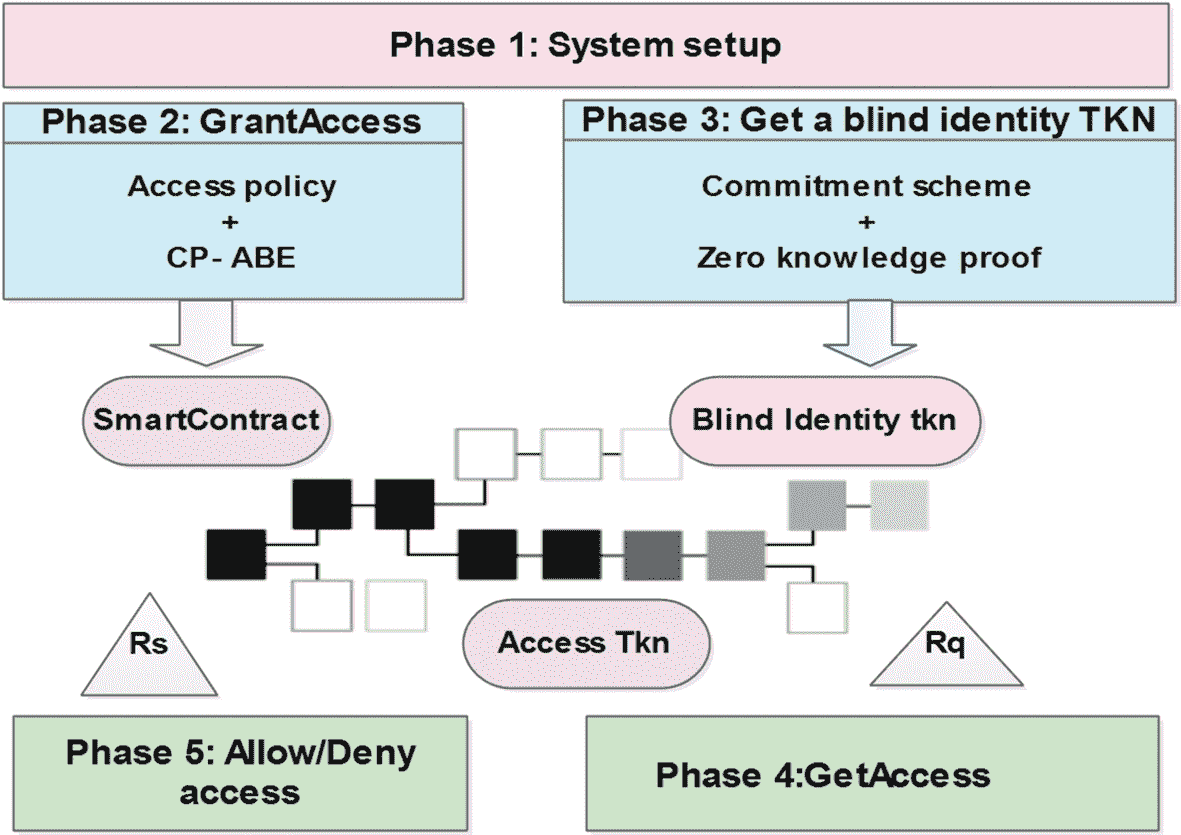 Phase 1: System setup
Phase 2: GrantAccess
Access policy
+
CP- ABE
Phase 3: Get a blind identity TKN
Commitment scheme
+
Zero knowledge proof
SmartContract
Blind Identity tkn
Access Tkn
Rs
Rq
Phase 5: Allow/Deny
access
Phase 4:GetAccess